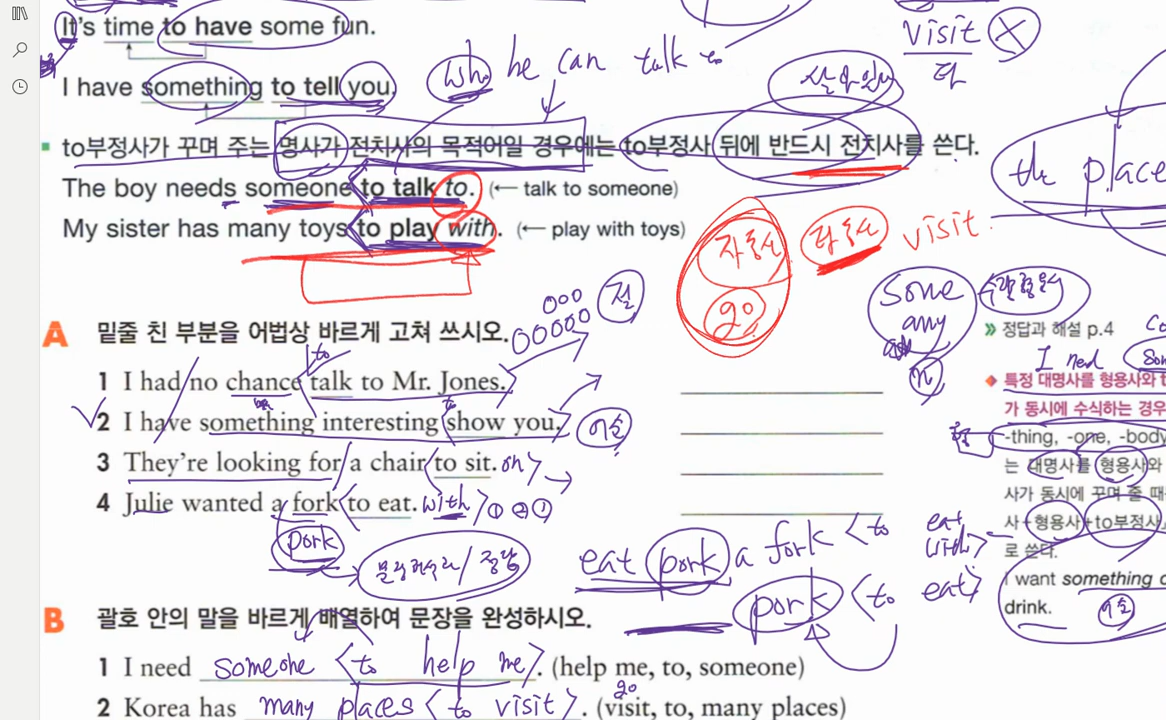 It's time to have some fun.
visit
타
who he can talk to
I have something to tell you.
to부정사가 꾸며 주는 명사가 전치사의 목적어일 경우에는 to부정사 뒤에 반드시 전치사를 쓴다.
the place
The boy needs someone to talk to. (← talk to someone)
My sister has many toys to play with. (← play with toys)
자동사 타동사 visit.
go
전
some
any
A 밑줄 친 부분을 어법상 바르게 고쳐 쓰시오.
» 정답과 해설 p.4
to
1 I had no chance talk to Mr. Jones.
특정 대명사를 형용사와 t
to
2 I have something interesting show you.
어순
가 동시에 수식하는 경우
-thing, -one, -body
3 They're looking for a chair to sit. on
는 대명사를 형용사와
사가 동시에 꾸며 줄 때
4 Julie wanted a fork to eat. with
사+형용사+to부정사
로 쓴다.
pork
eat pork a fork <to eat with>
pork <to eat>
I want something c
drink.
어순
B 괄호 안의 말을 바르게 배열하여 문장을 완성하시오.
1 I need someone <to help me>. (help me, to, someone)
go
2 Korea has many places <to visit>. (visit, to, many places)